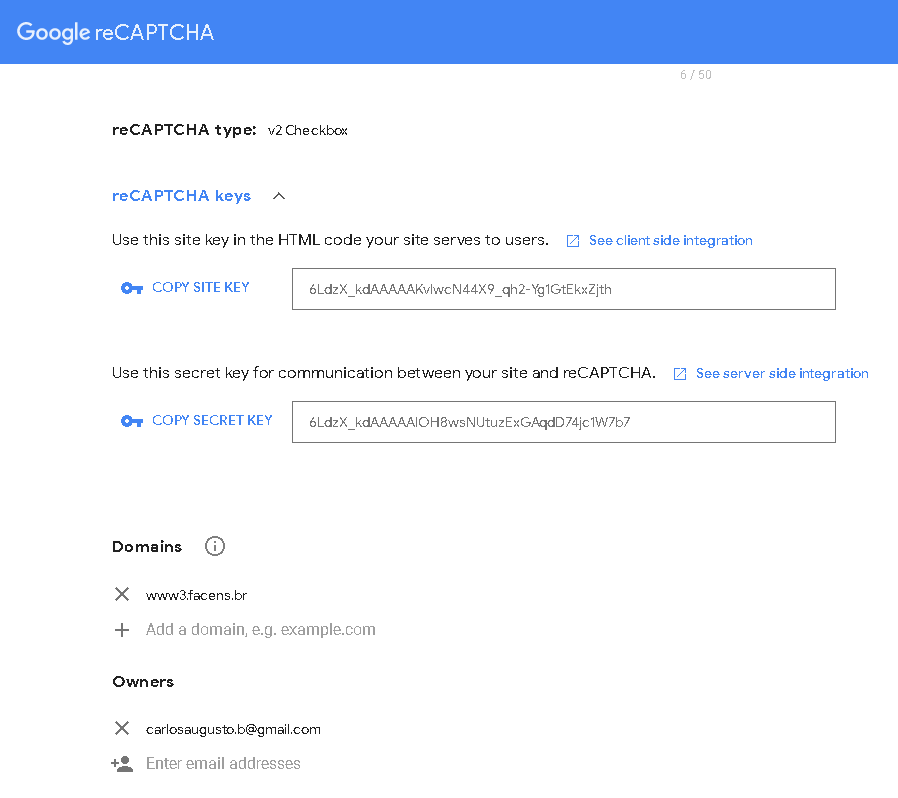 Google reCAPTCHA
6 / 50
reCAPTCHA type: v2 Checkbox
reCAPTCHA keys
Use this site key in the HTML code your site serves to users. See client side integration
COPY SITE KEY 6LdzX_kdAAAAAKvlwcN44X9_qh2-Yg1GtEkxZjth
Use this secret key for communication between your site and reCAPTCHA. See server side integration
COPY SECRET KEY 6LdzX_kdAAAAAIOH8wsNUtuzExGAqdD74jc1W7b7
Domains
www3.facens.br
Add a domain, e.g. example.com
Owners
carlosaugusto.b@gmail.com
Enter email addresses